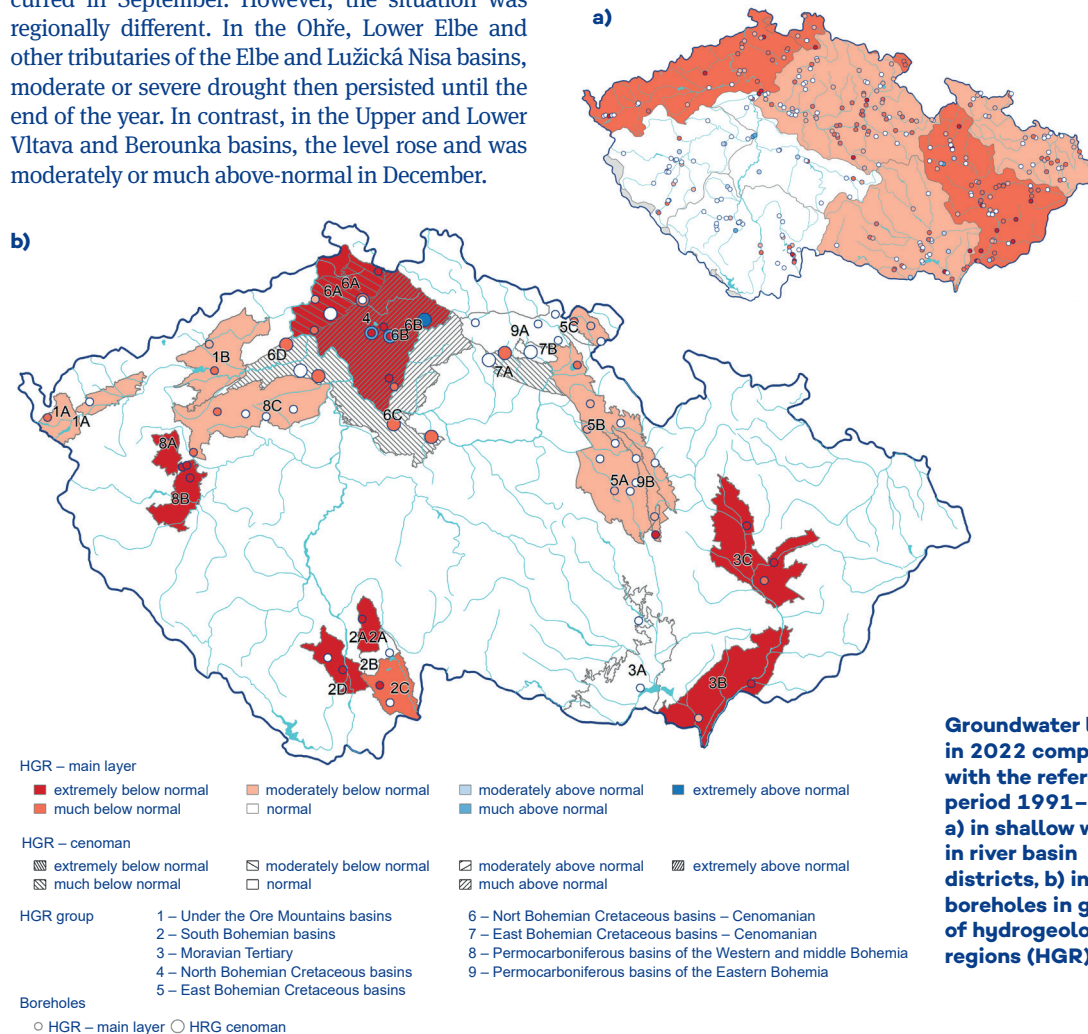 curred in September. However, the situation was
regionally different. In the Ohře, Lower Elbe and
other tributaries of the Elbe and Lužická Nisa basins,
moderate or severe drought then persisted until the
end of the year. In contrast, in the Upper and Lower
Vltava and Berounka basins, the level rose and was
moderately or much above-normal in December.
a)
b)
6A
6A
4
6B
6B
9A
5C
7B
7A
1B
6D
1A
1A
8C
6C
5B
8A
8B
5A
9B
3C
2A
2A
2B
2D
2C
3A
3B
HGR – main layer
extremely below normal
moderately below normal
moderately above normal
extremely above normal
much below normal
normal
much above normal
HGR – cenoman
extremely below normal
moderately below normal
moderately above normal
extremely above normal
much below normal
normal
much above normal
HGR group
1 – Under the Ore Mountains basins
2 – South Bohemian basins
3 – Moravian Tertiary
4 – North Bohemian Cretaceous basins
5 – East Bohemian Cretaceous basins
6 – Nort Bohemian Cretaceous basins – Cenomanian
7 – East Bohemian Cretaceous basins – Cenomanian
8 – Permocarboniferous basins of the Western and middle Bohemia
9 – Permocarboniferous basins of the Eastern Bohemia
Boreholes
HGR – main layer
HRG cenoman
Groundwater
in 2022 comp
with the refer
period 1991–
a) in shallow w
in river basin
districts, b) in
boreholes in g
of hydrogeolo
regions (HGR)